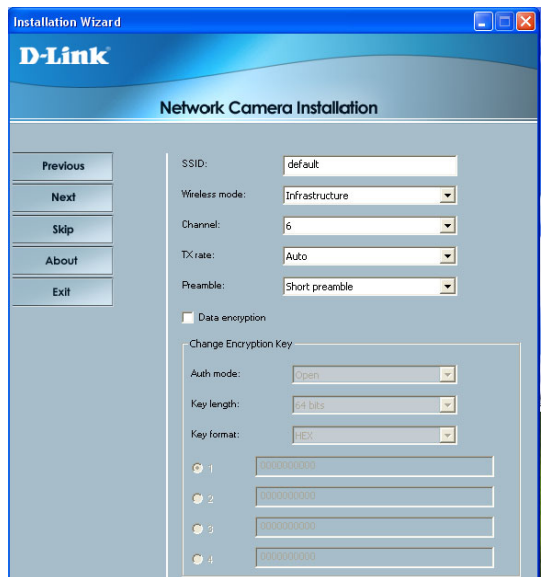 Installation Wizard
D-Link
Network Camera Installation
Previous
Next
Skip
About
Exit
SSID: default
Wireless mode: Infrastructure
Channel: 6
TX rate: Auto
Preamble: Short preamble
Data encryption
Change Encryption Key
Auth mode: Open
Key length: 64 bits
Key format: HEX
1 0000000000
2 0000000000
3 0000000000
4 0000000000